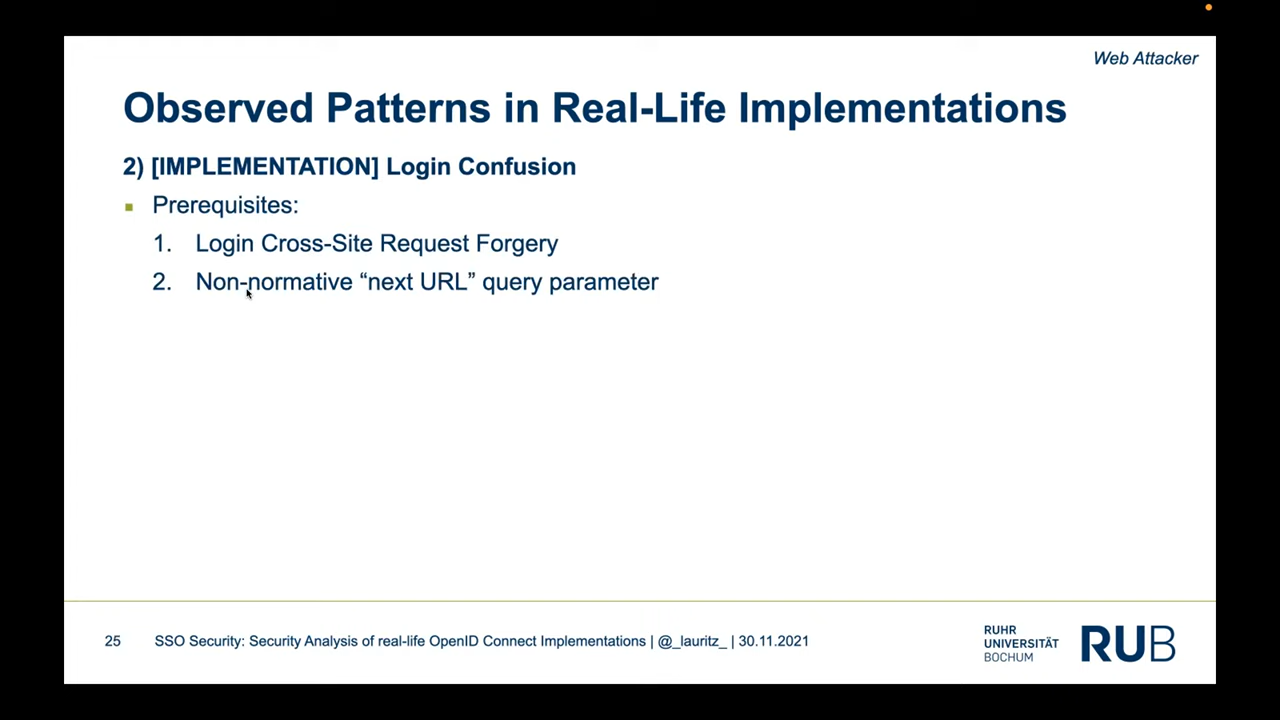 Web Attacker
Observed Patterns in Real-Life Implementations
2) [IMPLEMENTATION] Login Confusion
Prerequisites:
1. Login Cross-Site Request Forgery
2. Non-normative “next URL” query parameter
25 SSO Security: Security Analysis of real-life OpenID Connect Implementations | @_lauritz_ | 30.11.2021
RUHR
UNIVERSITÄT
BOCHUM
RUB